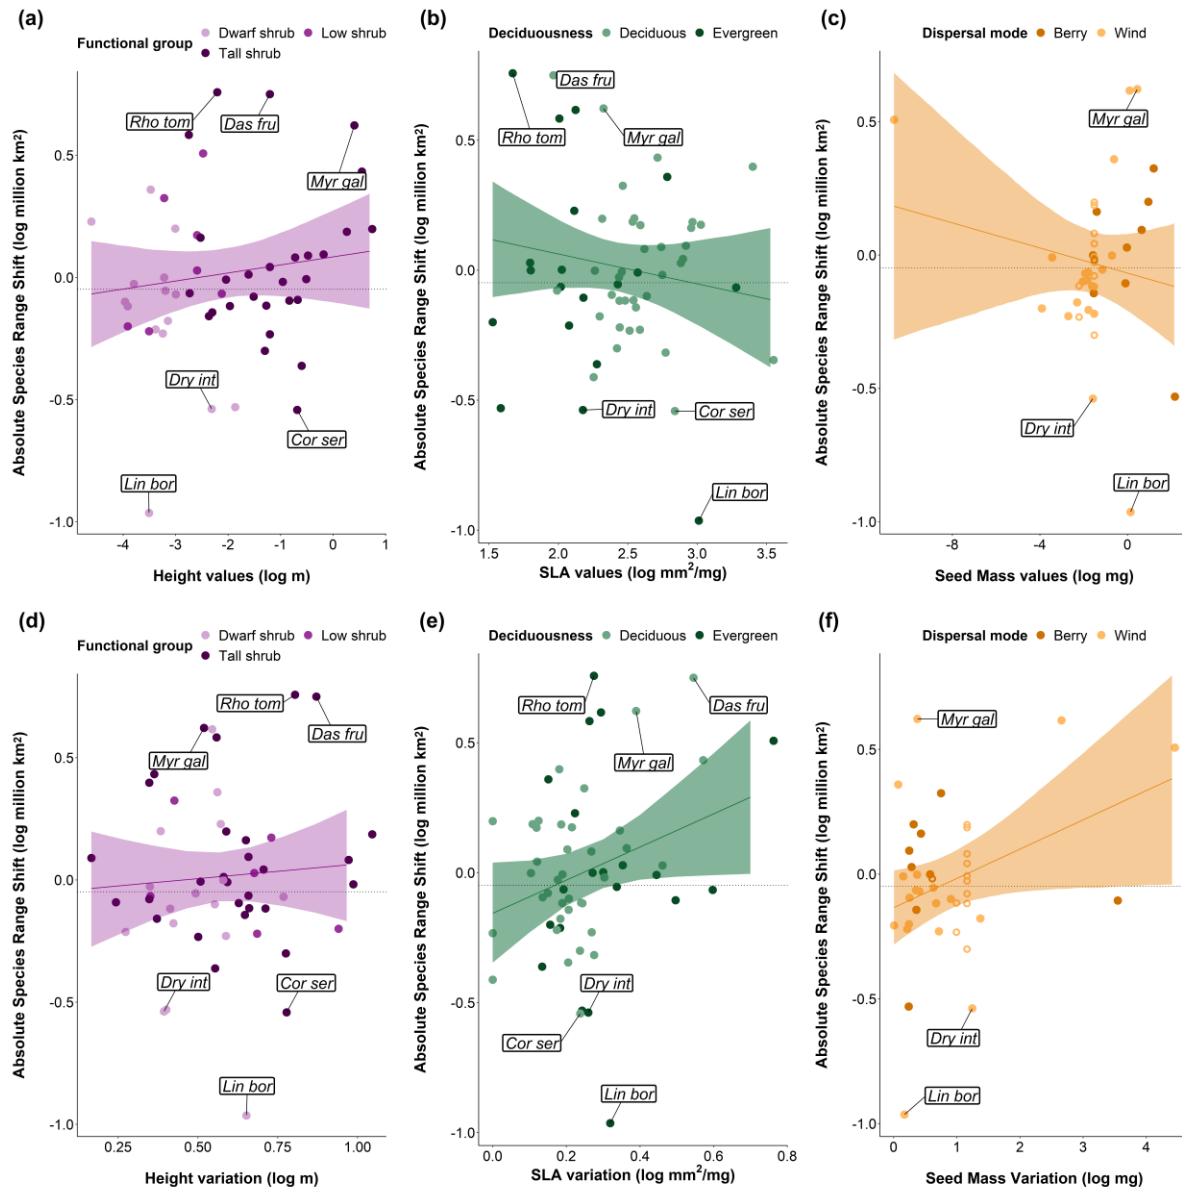 (a)
Functional group Dwarf shrub Low shrub
Tall shrub
Absolute Species Range Shift (log million km²)
0.5
0.0
-0.5
-1.0
Rho tom
Das fru
Myr gal
Dry int
Cor ser
Lin bor
-4 -3 -2 -1 0 1
Height values (log m)
(b)
Deciduousness Deciduous Evergreen
Absolute Species Range Shift (log million km²)
0.5
0.0
-0.5
-1.0
Das fru
Rho tom
Myr gal
Dry int
Cor ser
Lin bor
1.5 2.0 2.5 3.0 3.5
SLA values (log mm²/mg)
(c)
Dispersal mode Berry Wind
Absolute Species Range Shift (log million km²)
0.5
0.0
-0.5
-1.0
Myr gal
Dry int
Lin bor
-8 -4 0
Seed Mass values (log mg)
(d)
Functional group Dwarf shrub Low shrub
Tall shrub
Absolute Species Range Shift (log million km²)
0.5
0.0
-0.5
-1.0
Rho tom
Das fru
Myr gal
Dry int
Cor ser
Lin bor
0.25 0.50 0.75 1.00
Height variation (log m)
(e)
Deciduousness Deciduous Evergreen
Absolute Species Range Shift (log million km²)
0.5
0.0
-0.5
-1.0
Rho tom
Das fru
Myr gal
Dry int
Cor ser
Lin bor
0.0 0.2 0.4 0.6 0.8
SLA variation (log mm²/mg)
(f)
Dispersal mode Berry Wind
Absolute Species Range Shift (log million km²)
0.5
0.0
-0.5
-1.0
Myr gal
Dry int
Lin bor
0 1 2 3 4
Seed Mass Variation (log mg)